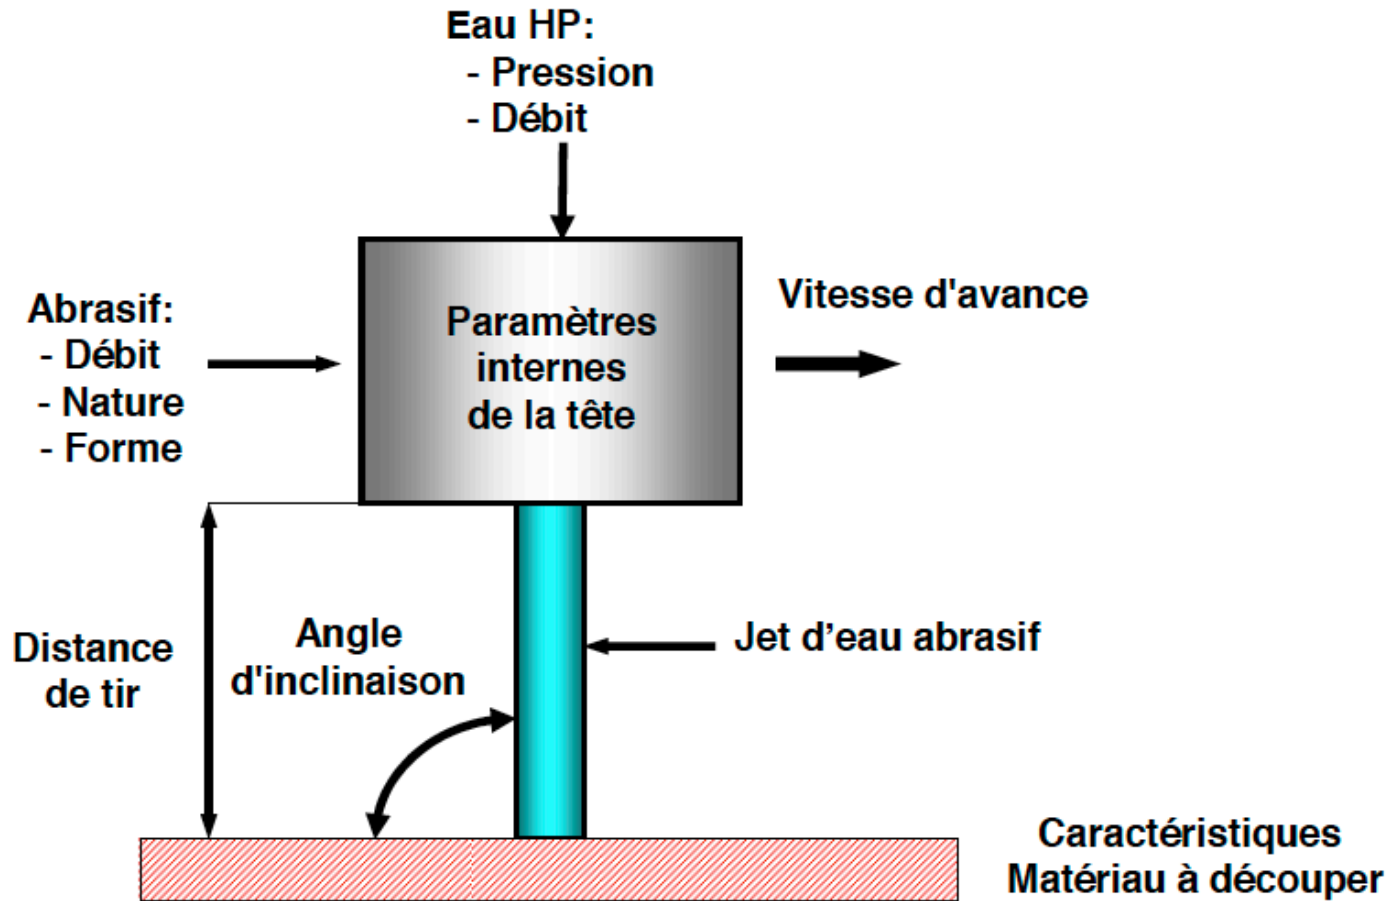 Eau HP:
- Pression
- Débit
Abrasif:
- Débit
- Nature
- Forme
Paramètres
internes
de la tête
Vitesse d'avance
Distance
de tir
Angle
d'inclinaison
Jet d’eau abrasif
Caractéristiques
Matériau à découper